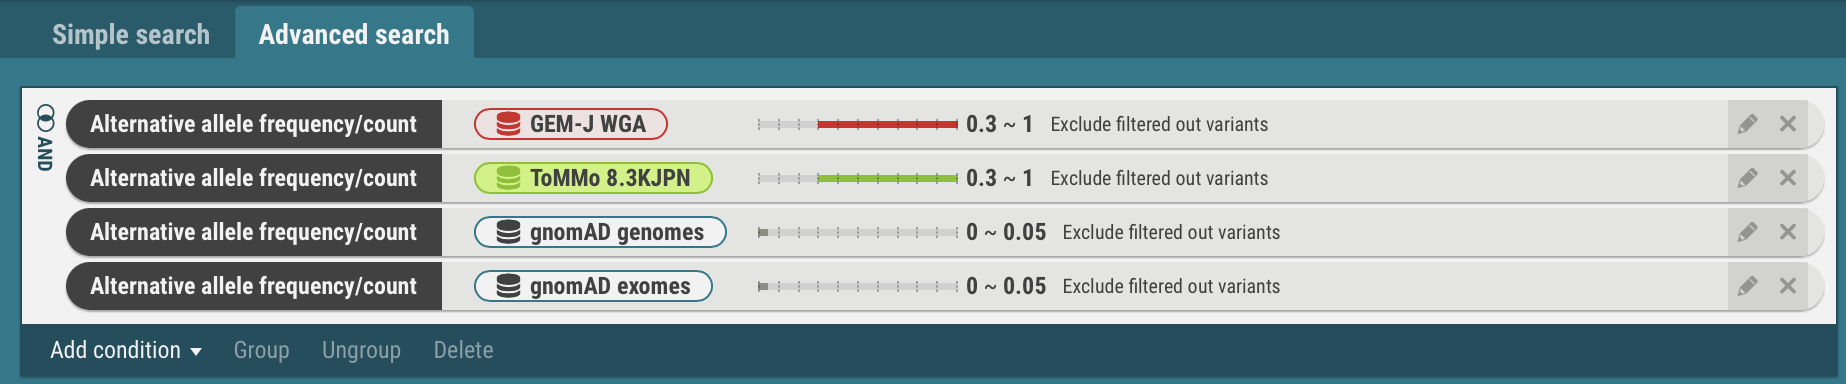 Simple search Advanced search
AND
Alternative allele frequency/count GEM-J WGA 0.3 ~ 1 Exclude filtered out variants
Alternative allele frequency/count ToMMo 8.3KJPN 0.3 ~ 1 Exclude filtered out variants
Alternative allele frequency/count gnomAD genomes 0 ~ 0.05 Exclude filtered out variants
Alternative allele frequency/count gnomAD exomes 0 ~ 0.05 Exclude filtered out variants
Add condition Group Ungroup Delete